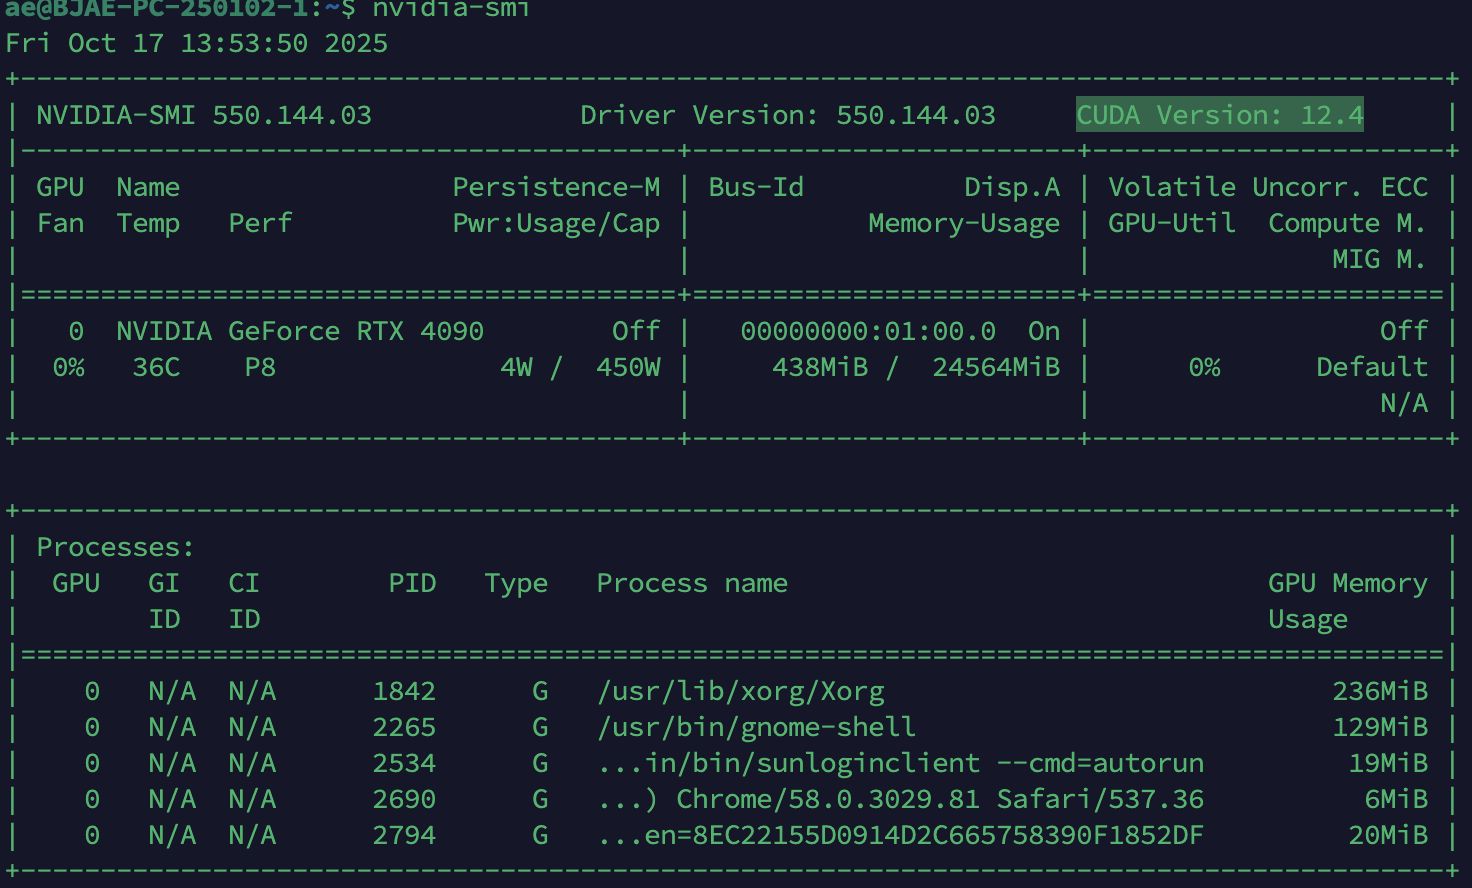 ae@BJAE-PC-250102-1:~$ nvidia-smi
Fri Oct 17 13:53:50 2025
+-----------------------------------------------------------------------------------------+
| NVIDIA-SMI 550.144.03             Driver Version: 550.144.03     CUDA Version: 12.4     |
|-----------------------------------------+------------------------+----------------------+
| GPU  Name                 Persistence-M | Bus-Id          Disp.A | Volatile Uncorr. ECC |
| Fan  Temp   Perf          Pwr:Usage/Cap |           Memory-Usage | GPU-Util  Compute M. |
|                                         |                        |               MIG M. |
|=========================================+========================+======================|
|   0  NVIDIA GeForce RTX 4090        Off |   00000000:01:00.0  On |                  Off |
|  0%   36C    P8              4W /  450W |     438MiB /  24564MiB |      0%      Default |
|                                         |                        |                  N/A |
+-----------------------------------------+------------------------+----------------------+

+-----------------------------------------------------------------------------------------+
| Processes:                                                                              |
|  GPU   GI   CI        PID   Type   Process name                              GPU Memory |
|        ID   ID                                                               Usage      |
|=========================================================================================|
|    0   N/A  N/A      1842      G   /usr/lib/xorg/Xorg                            236MiB |
|    0   N/A  N/A      2265      G   /usr/bin/gnome-shell                          129MiB |
|    0   N/A  N/A      2534      G   ...in/bin/sunloginclient --cmd=autorun         19MiB |
|    0   N/A  N/A      2690      G   ...) Chrome/58.0.3029.81 Safari/537.36          6MiB |
|    0   N/A  N/A      2794      G   ...en=8EC22155D0914D2C665758390F1852DF         20MiB |
+-----------------------------------------------------------------------------------------+